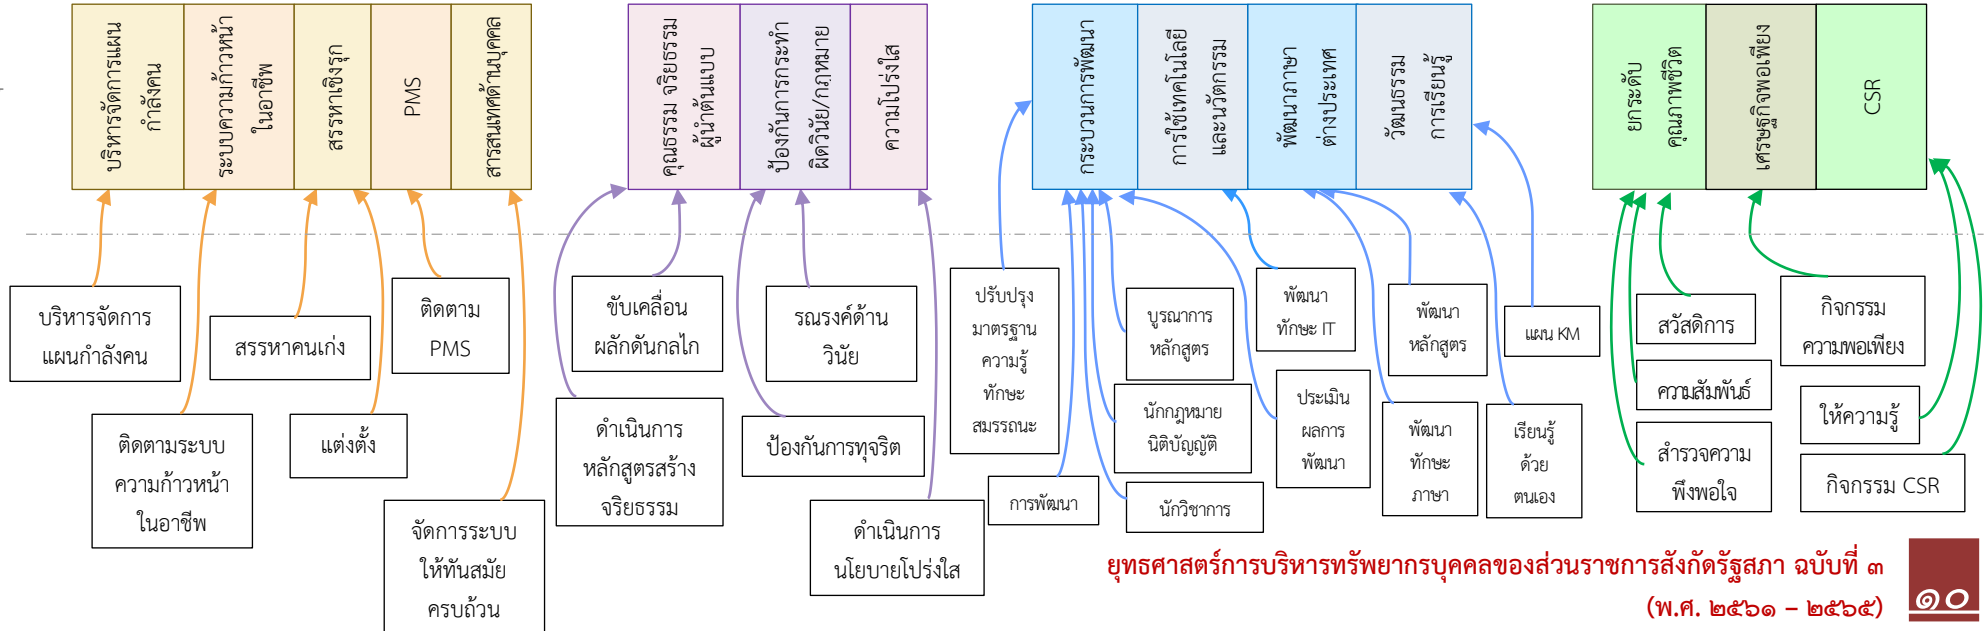 บริหารจัดการแผน
กำลังคน
ระบบความก้าวหน้า
ในอาชีพ
สรรหาเชิงรุก
PMS
สารสนเทศด้านบุคคล
คุณธรรม จริยธรรม
ผู้นำต้นแบบ
ป้องกันการกระทำ
ผิดวินัย/กฎหมาย
ความโปร่งใส
กระบวนการพัฒนา
การใช้เทคโนโลยี
และนวัตกรรม
พัฒนาภาษา
ต่างประเทศ
วัฒนธรรม
การเรียนรู้
ยกระดับ
คุณภาพชีวิต
เศรษฐกิจพอเพียง
CSR
บริหารจัดการ
แผนกำลังคน
ติดตามระบบ
ความก้าวหน้า
ในอาชีพ
สรรหาคนเก่ง
แต่งตั้ง
ติดตาม
PMS
จัดการระบบ
ให้ทันสมัย
ครบถ้วน
ขับเคลื่อน
ผลักดันกลไก
ดำเนินการ
หลักสูตรสร้าง
จริยธรรม
รณรงค์ด้าน
วินัย
ป้องกันการทุจริต
ดำเนินการ
นโยบายโปร่งใส
ปรับปรุง
มาตรฐาน
ความรู้
ทักษะ
สมรรถนะ
การพัฒนา
บูรณาการ
หลักสูตร
นักกฎหมาย
นิติบัญญัติ
นักวิชาการ
พัฒนา
ทักษะ IT
ประเมิน
ผลการ
พัฒนา
พัฒนา
หลักสูตร
พัฒนา
ทักษะ
ภาษา
แผน KM
เรียนรู้
ด้วย
ตนเอง
สวัสดิการ
ความสัมพันธ์
สำรวจความ
พึงพอใจ
กิจกรรม
ความพอเพียง
ให้ความรู้
กิจกรรม CSR
ยุทธศาสตร์การบริหารทรัพยากรบุคคลของส่วนราชการสังกัดรัฐสภา ฉบับที่ ๓
(พ.ศ. ๒๕๖๑ – ๒๕๖๕)
๑๐